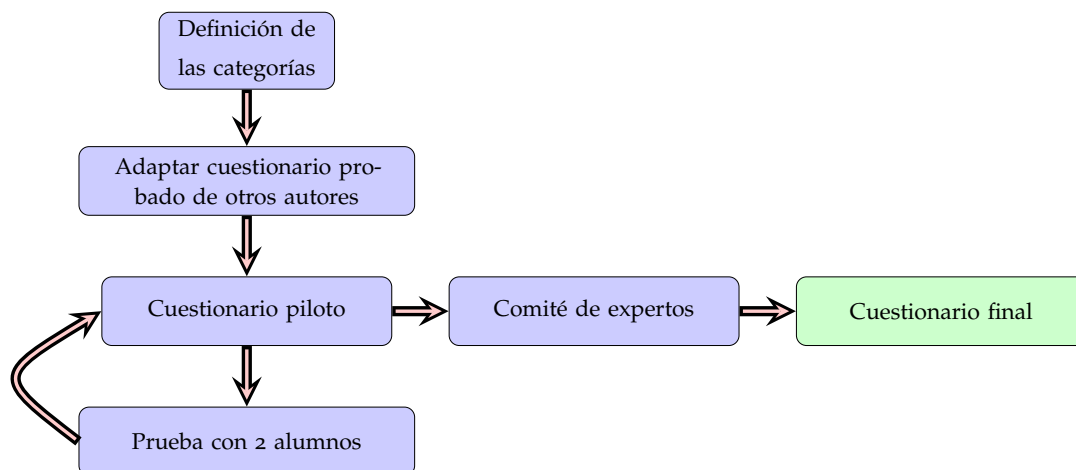 Definición de
las categorías
Adaptar cuestionario pro-
bado de otros autores
Cuestionario piloto
Comité de expertos
Cuestionario final
Prueba con 2 alumnos